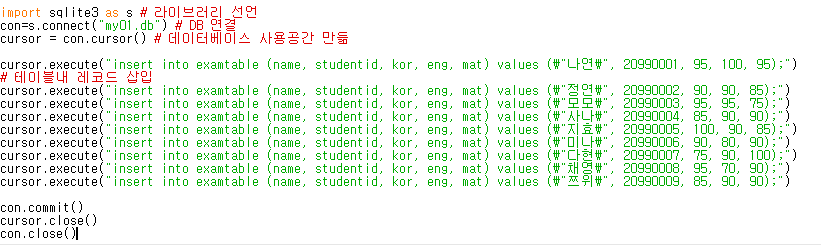 import sqlite3 as s # 라이브러리 선언
con=s.connect("my01.db") # DB 연결
cursor = con.cursor() # 데이터베이스 사용공간 만듦

cursor.execute("insert into examtable (name, studentid, kor, eng, mat) values (₩"나연₩", 20990001, 95, 100, 95);")
# 테이블내 레코드 삽입
cursor.execute("insert into examtable (name, studentid, kor, eng, mat) values (₩"정연₩", 20990002, 90, 90, 85);")
cursor.execute("insert into examtable (name, studentid, kor, eng, mat) values (₩"모모₩", 20990003, 95, 95, 75);")
cursor.execute("insert into examtable (name, studentid, kor, eng, mat) values (₩"사나₩", 20990004, 85, 90, 90);")
cursor.execute("insert into examtable (name, studentid, kor, eng, mat) values (₩"지효₩", 20990005, 100, 90, 85);")
cursor.execute("insert into examtable (name, studentid, kor, eng, mat) values (₩"미나₩", 20990006, 90, 80, 90);")
cursor.execute("insert into examtable (name, studentid, kor, eng, mat) values (₩"다현₩", 20990007, 75, 90, 100);")
cursor.execute("insert into examtable (name, studentid, kor, eng, mat) values (₩"채영₩", 20990008, 95, 70, 90);")
cursor.execute("insert into examtable (name, studentid, kor, eng, mat) values (₩"쯔위₩", 20990009, 85, 90, 90);")

con.commit()
cursor.close()
con.close()